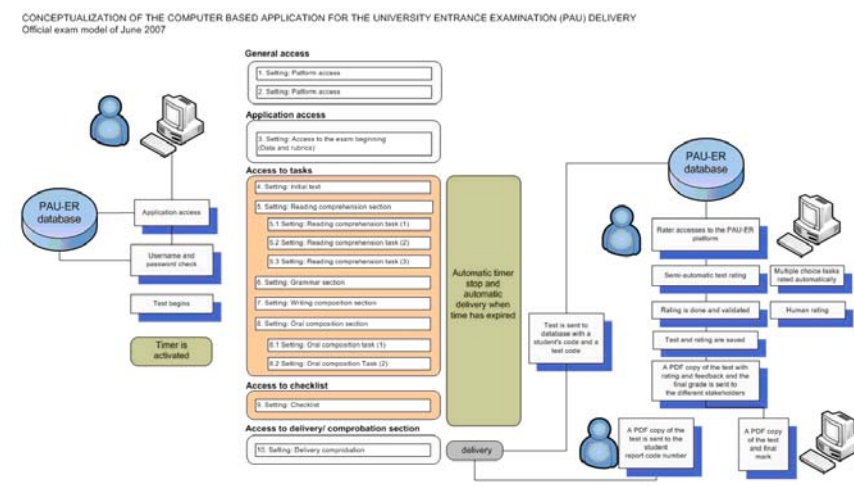 CONCEPTUALIZATION OF THE COMPUTER BASED APPLICATION FOR THE UNIVERSITY ENTRANCE EXAMINATION (PAU) DELIVERY
Official exam model of June 2007
PAU-ER
database
Application access
Username and
password check
Test begins
Timer is
activated
General access
1. Setting: Platform access
2. Setting: Platform access
Application access
3. Setting: Access to the exam beginning
(Data and rubrics)
Access to tasks
4. Setting: Initial text
5. Setting: Reading comprehension section
5.1 Setting: Reading comprehension task (1)
5.2 Setting: Reading comprehension task (2)
5.3 Setting: Reading comprehension task (3)
6. Setting: Grammar section
7. Setting: Writing composition section
8. Setting: Oral composition section
8.1 Setting: Oral composition task (1)
8.2 Setting: Oral composition Task (2)
Access to checklist
9. Setting: Checklist
Access to delivery/ comprobation section
10. Setting: Delivery comprobation
Automatic timer
stop and
automatic
delivery when
time has expired
delivery
Test is sent to
database with a
student's code and a
test code
PAU-ER
database
Rater accesses to the PAU-ER
platform
Semi-automatic test rating
Multiple choice tasks
rated automatically
Rating is done and validated
Human rating
Test and rating are saved
A PDF copy of the test with
rating and feedback and the
final grade is sent to
the different stakeholders
A PDF copy of the
test is sent to the
student
report code number
A PDF copy
of the test
and final
mark